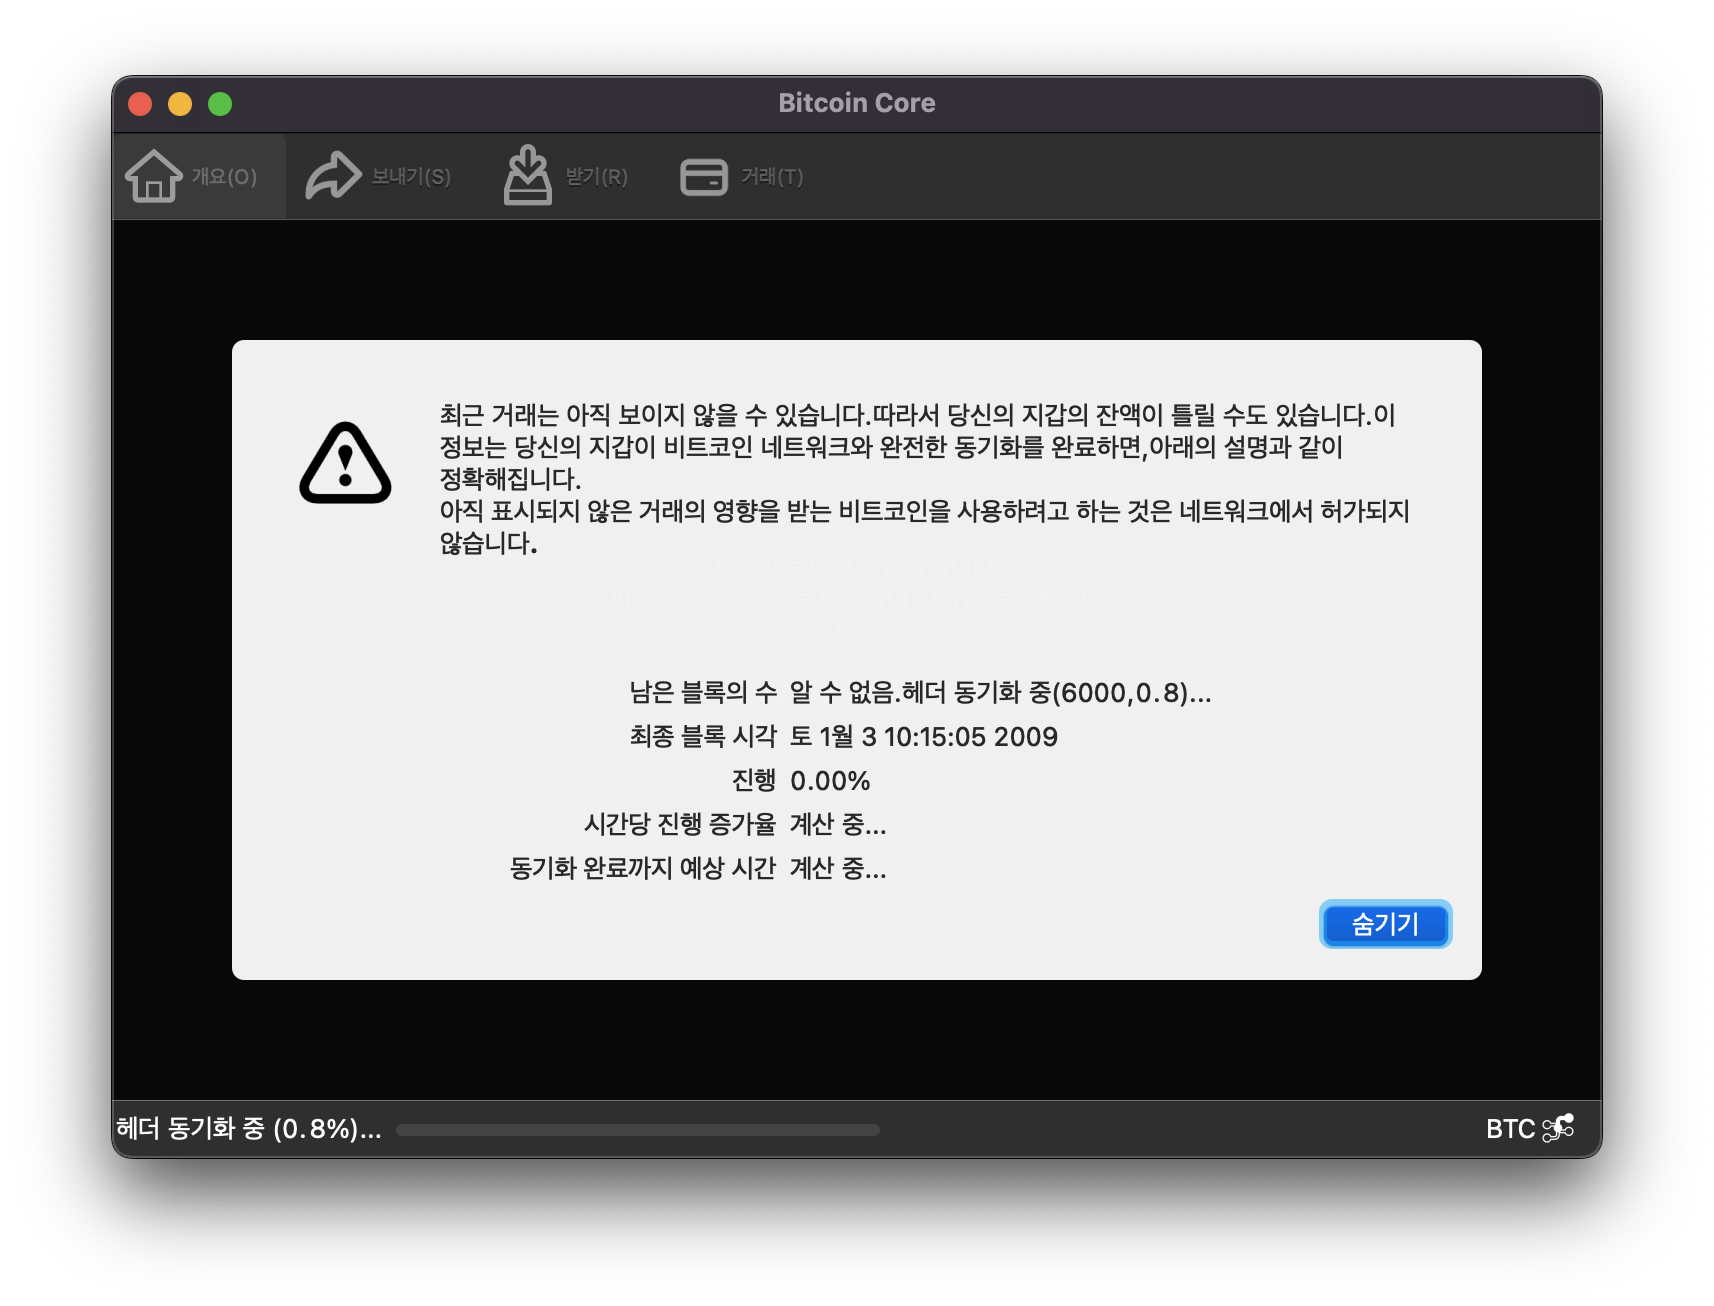 Bitcoin Core
개요(O) 보내기(S) 받기(R) 거래(T)
최근 거래는 아직 보이지 않을 수 있습니다.따라서 당신의 지갑의 잔액이 틀릴 수도 있습니다.이
정보는 당신의 지갑이 비트코인 네트워크와 완전한 동기화를 완료하면,아래의 설명과 같이
정확해집니다.
아직 표시되지 않은 거래의 영향을 받는 비트코인을 사용하려고 하는 것은 네트워크에서 허가되지
않습니다.
남은 블록의 수 알 수 없음.헤더 동기화 중(6000,0.8)...
최종 블록 시각 토 1월 3 10:15:05 2009
진행 0.00%
시간당 진행 증가율 계산 중...
동기화 완료까지 예상 시간 계산 중...
숨기기
헤더 동기화 중 (0.8%)... BTC